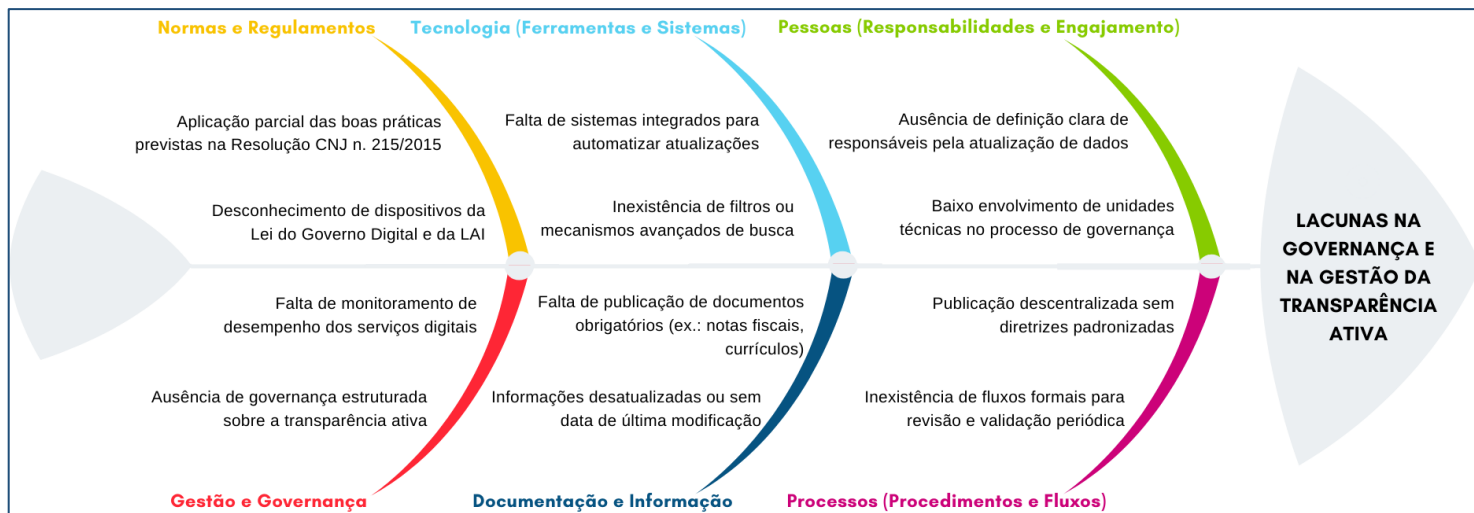 Normas e Regulamentos
Tecnologia (Ferramentas e Sistemas)
Pessoas (Responsabilidades e Engajamento)
Aplicação parcial das boas práticas
previstas na Resolução CNJ n. 215/2015
Desconhecimento de dispositivos da
Lei do Governo Digital e da LAI
Falta de sistemas integrados para
automatizar atualizações
Inexistência de filtros ou
mecanismos avançados de busca
Ausência de definição clara de
responsáveis pela atualização de dados
Baixo envolvimento de unidades
técnicas no processo de governança
LACUNAS NA
GOVERNANÇA E
NA GESTÃO DA
TRANSPARÊNCIA
ATIVA
Falta de monitoramento de
desempenho dos serviços digitais
Ausência de governança estruturada
sobre a transparência ativa
Falta de publicação de documentos
obrigatórios (ex.: notas fiscais,
currículos)
Informações desatualizadas ou sem
data de última modificação
Publicação descentralizada sem
diretrizes padronizadas
Inexistência de fluxos formais para
revisão e validação periódica
Gestão e Governança
Documentação e Informação
Processos (Procedimentos e Fluxos)